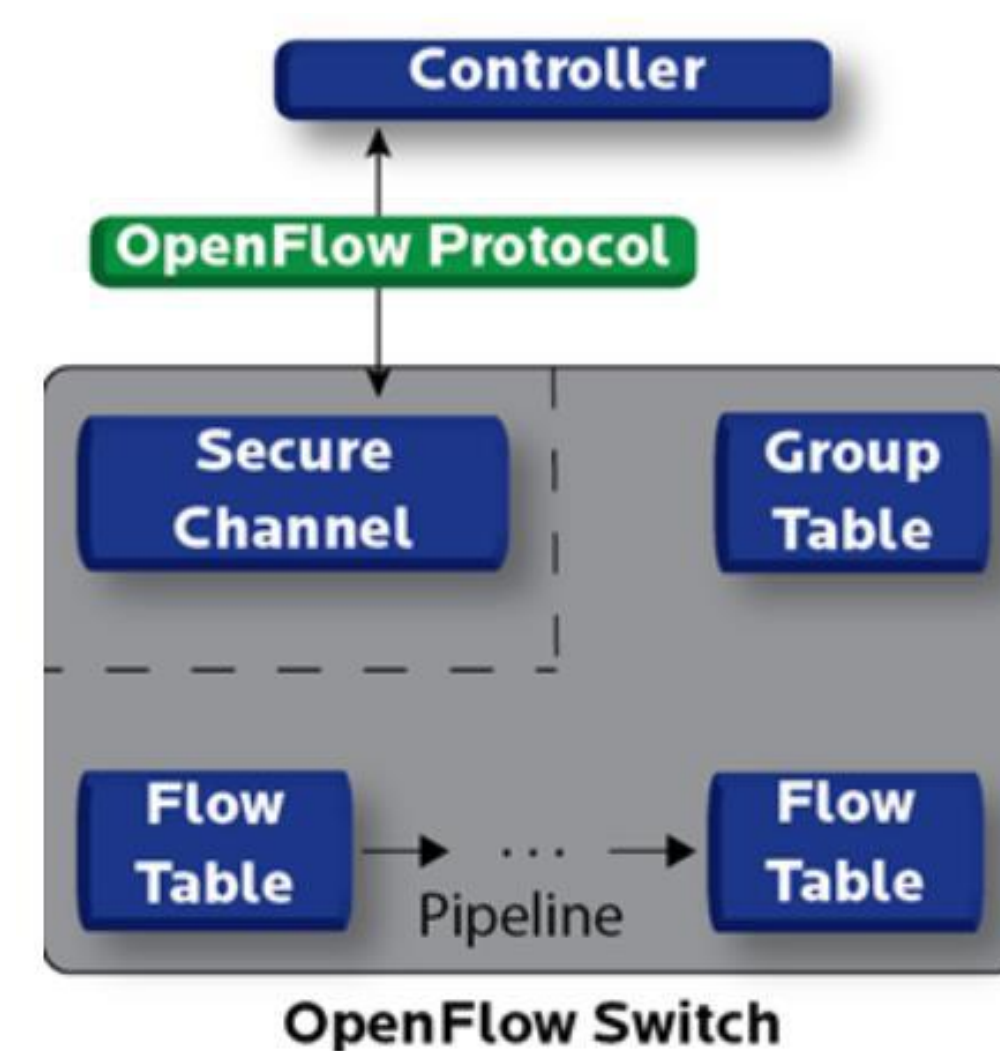 Controller
OpenFlow Protocol
Secure
Channel
Group
Table
Flow
Table
...
Pipeline
Flow
Table
OpenFlow Switch